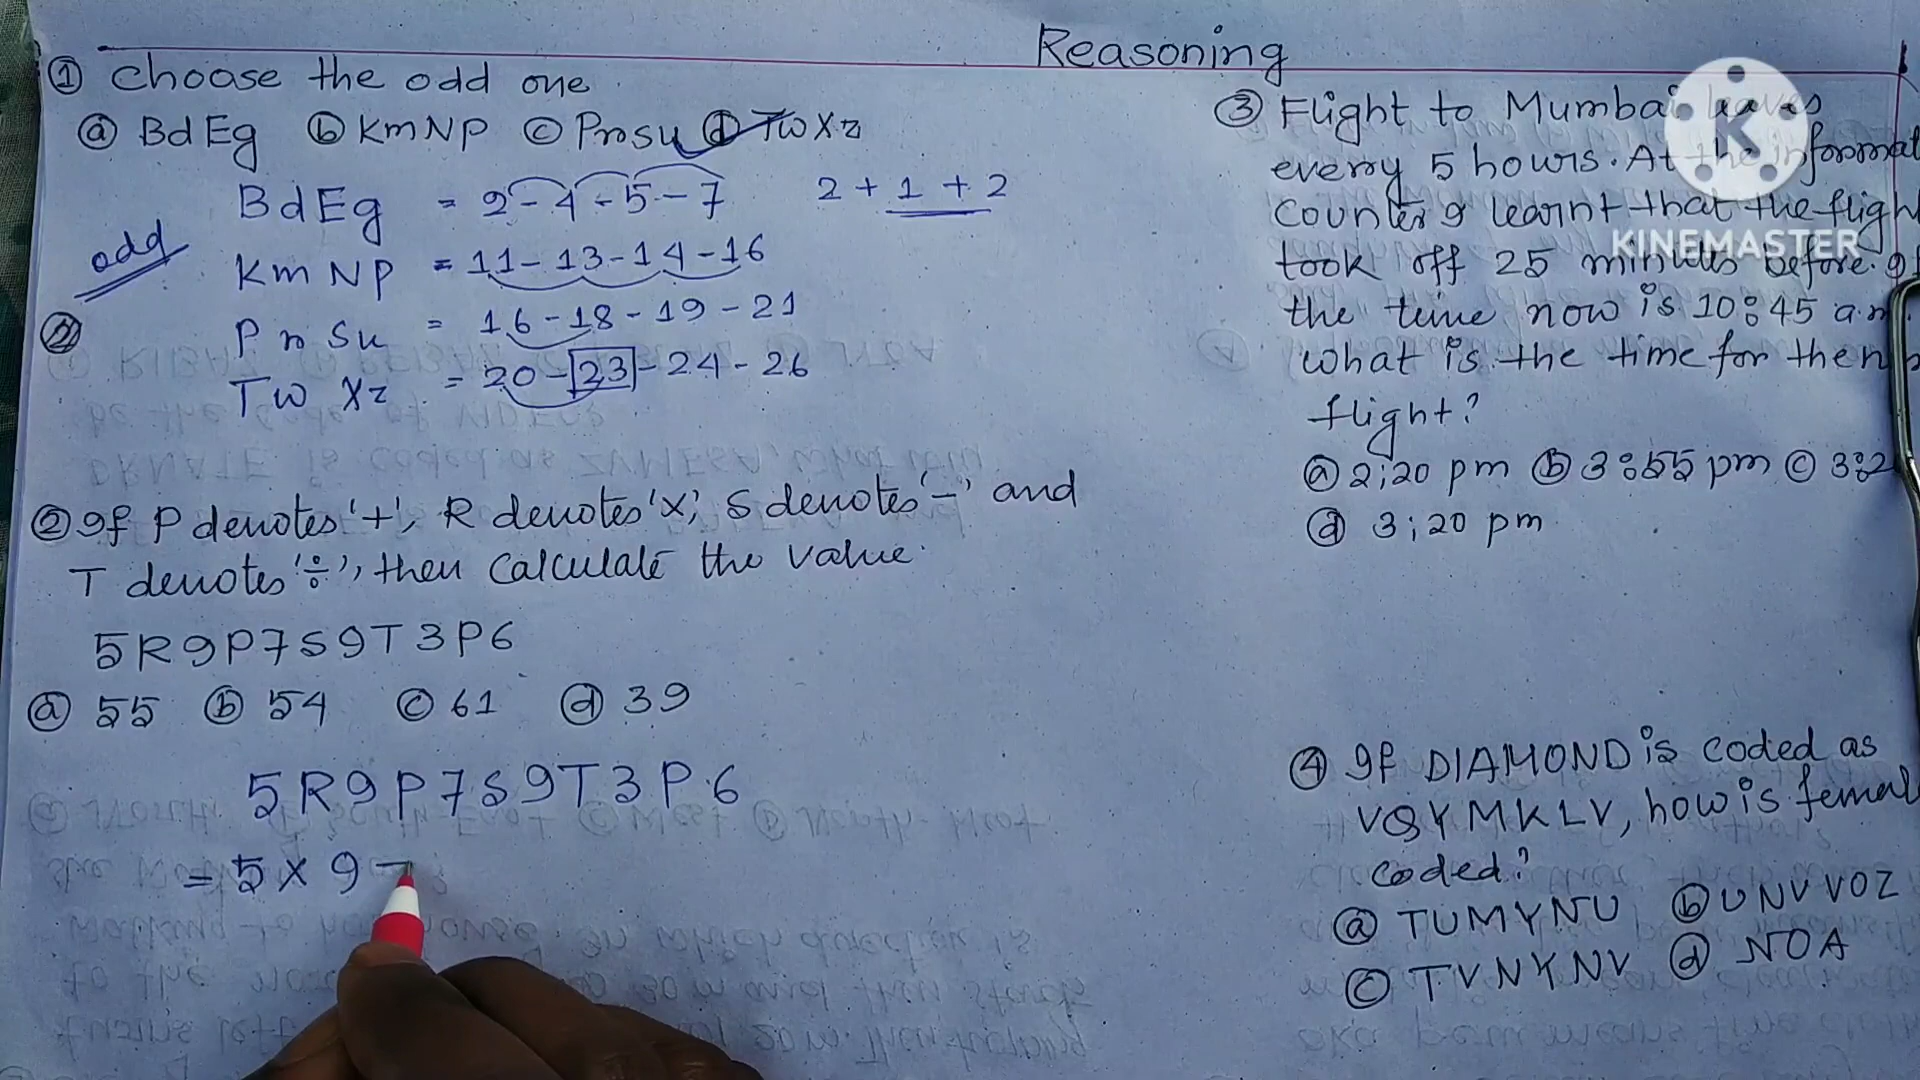 Reasoning
① Choose the odd one
ⓐ BdEg ⓑ KmNP ⓒ Prsu ⓓ TwXz
BdEg = 2-4-5-7 2+1+2
odd
KmNP = 11-13-14-16
PrSu = 16-18-19-21
Tw Xz = 20-23-24-26
② If P denotes '+', R denotes 'x', S denotes '-' and
T denotes '÷', then calculate the value.
5R9P7S9T3P6
ⓐ 55 ⓑ 54 ⓒ 61 ⓓ 39
5R9P7S9T3P6
= 5 x 9
③ Flight to Mumbai leaves
every 5 hours. At the informat
counter I learnt that the fligh
took off 25 minutes before. If
the time now is 10:45 a.m
what is the time for the n
flight?
ⓐ 2:20 pm ⓑ 3:55 pm ⓒ 3:2
ⓓ 3:20 pm
④ If DIAMOND is coded as
VQYMKLV, how is femal
coded?
ⓐ TUMYNU ⓑ UNVVOZ
ⓒ TVNYNV ⓓ NOA
K
KINEMASTER